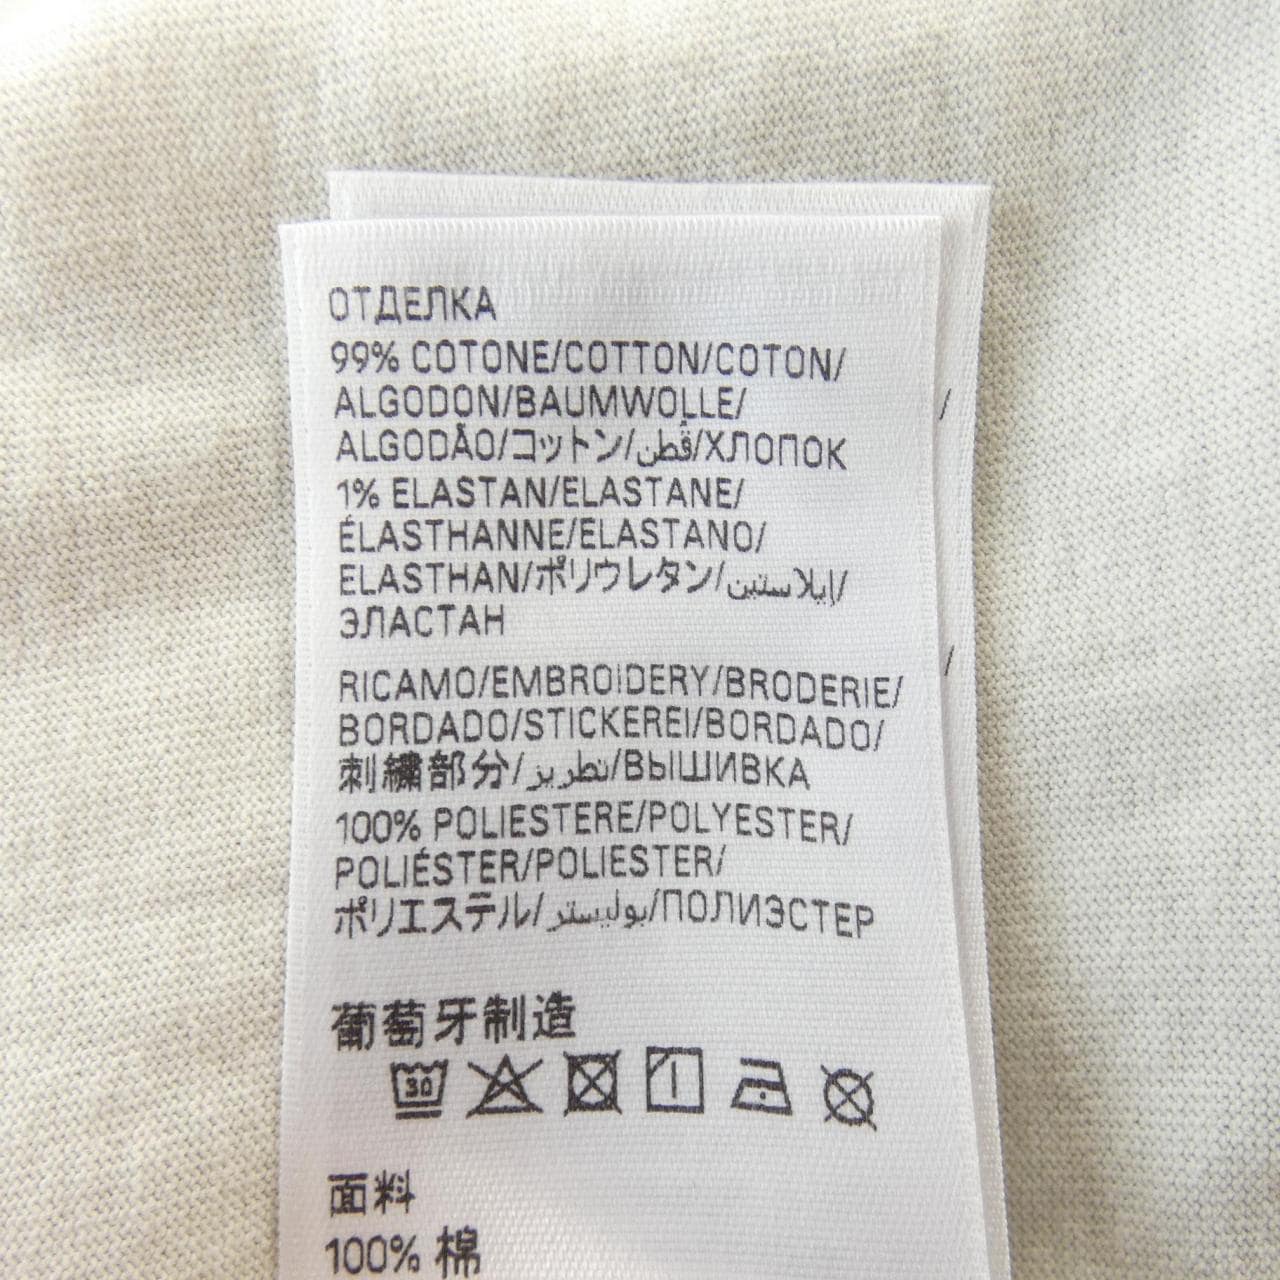 ОТДЕЛКА
99% COTONE/COTTON/COTON/
ALGODON/BAUMWOLLE/
ALGODÃO/コットン/قطن/ХЛОПОК
1% ELASTAN/ELASTANE/
ÉLASTHANNE/ELASTANO/
ELASTHAN/ポリウレタン/إيلاستين/
ЭЛАСТАН
RICAMO/EMBROIDERY/BRODERIE/
BORDADO/STICKEREI/BORDADO/
刺繍部分/تطريز/ВЫШИВКА
100% POLIESTERE/POLYESTER/
POLIÉSTER/POLIESTER/
ポリエステル/بوليستر/ПОЛИЭСТЕР
葡萄牙制造
30
面料
100% 棉